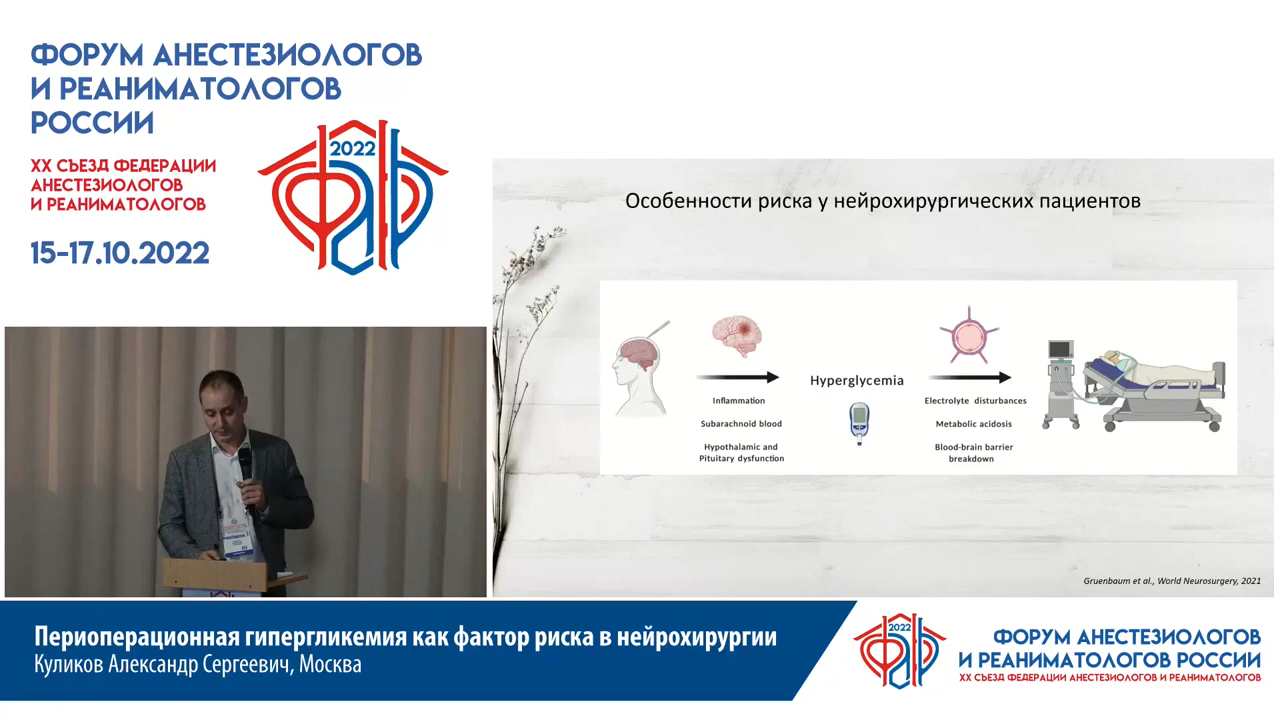 ФОРУМ АНЕСТЕЗИОЛОГОВ
И РЕАНИМАТОЛОГОВ
РОССИИ
XX СЪЕЗД ФЕДЕРАЦИИ
АНЕСТЕЗИОЛОГОВ
И РЕАНИМАТОЛОГОВ
15-17.10.2022
2022
ФАР
Особенности риска у нейрохирургических пациентов
Inflammation
Subarachnoid blood
Hypothalamic and
Pituitary dysfunction
Hyperglycemia
Electrolyte disturbances
Metabolic acidosis
Blood-brain barrier
breakdown
Gruenbaum et al., World Neurosurgery, 2021
Периоперационная гипергликемия как фактор риска в нейрохирургии
Куликов Александр Сергеевич, Москва
2022
ФАР
ФОРУМ АНЕСТЕЗИОЛОГОВ
И РЕАНИМАТОЛОГОВ РОССИИ
XX СЪЕЗД ФЕДЕРАЦИИ АНЕСТЕЗИОЛОГОВ И РЕАНИМАТОЛОГОВ